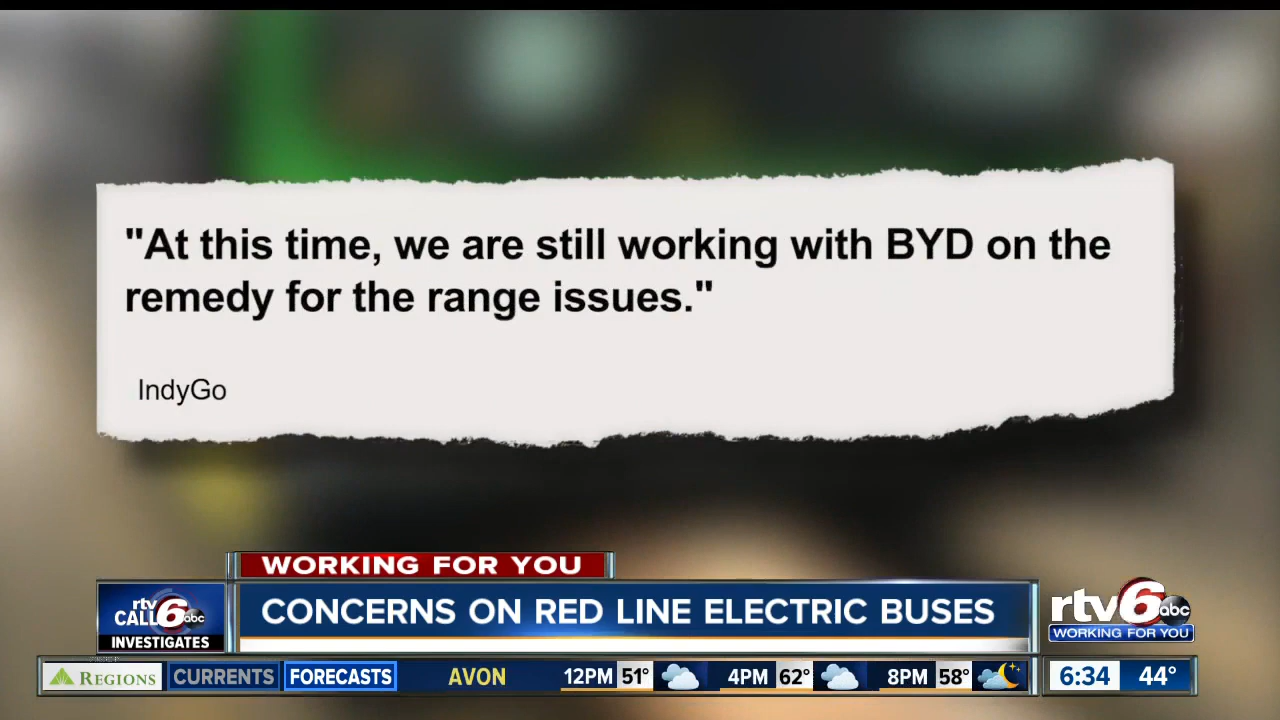 "At this time, we are still working with BYD on the
remedy for the range issues."
IndyGo
WORKING FOR YOU
CONCERNS ON RED LINE ELECTRIC BUSES
rtv
CALL 6 abc
INVESTIGATES
rtv6 abc
WORKING FOR YOU
REGIONS CURRENTS FORECASTS AVON 12PM 51° 4PM 62° 8PM 58° 6:34 44°